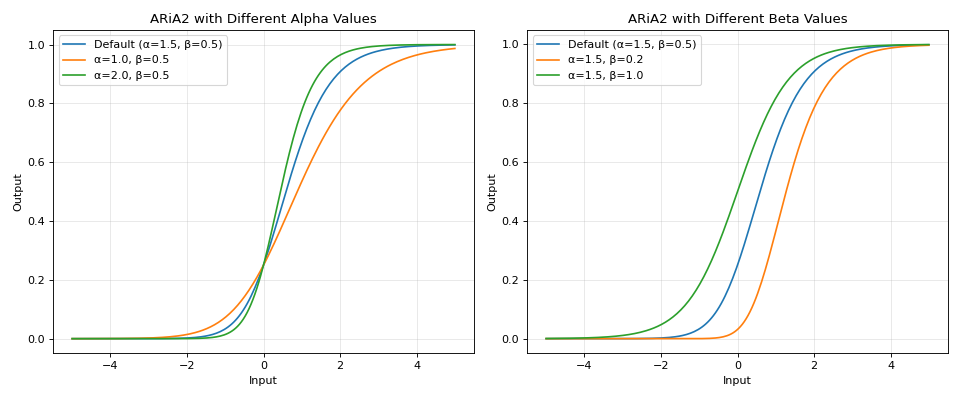 ARiA2 with Different Alpha Values
Default (α=1.5, β=0.5)
α=1.0, β=0.5
α=2.0, β=0.5
1.0
0.8
0.6
0.4
0.2
0.0
Output
−4
−2
0
2
4
Input
ARiA2 with Different Beta Values
Default (α=1.5, β=0.5)
α=1.5, β=0.2
α=1.5, β=1.0
1.0
0.8
0.6
0.4
0.2
0.0
Output
−4
−2
0
2
4
Input